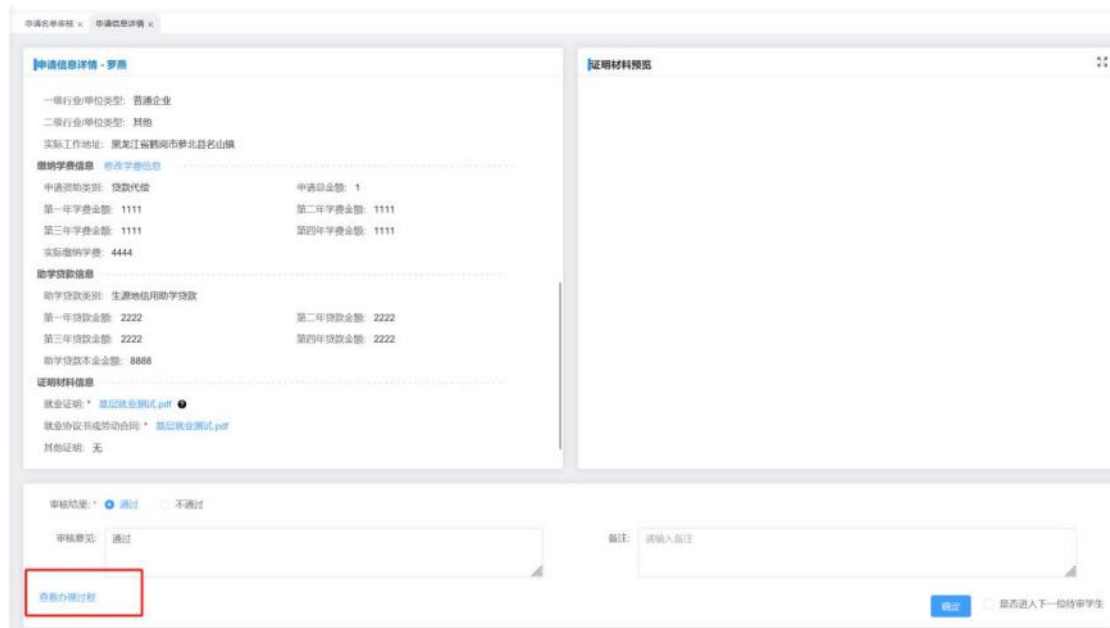 申请名单审核 × 申请信息详情 ×
申请信息详情 - 罗燕
证明材料预览
一级行业/单位类型: 普通企业
二级行业/单位类型: 其他
实际工作地址: 黑龙江省鹤岗市萝北县名山镇
缴纳学费信息 修改学费信息
申请资助类别: 贷款代偿 申请总金额: 1
第一年学费金额: 1111 第二年学费金额: 1111
第三年学费金额: 1111 第四年学费金额: 1111
实际缴纳学费: 4444
助学贷款信息
助学贷款类别: 生源地信用助学贷款
第一年贷款金额: 2222 第二年贷款金额: 2222
第三年贷款金额: 2222 第四年贷款金额: 2222
助学贷款本金金额: 8888
证明材料信息
就业证明: * 基层就业测试.pdf ?
就业协议书或劳动合同: * 基层就业测试.pdf
其他证明: 无
审核结果: * 通过 不通过
审核意见: 通过 备注: 请输入备注
查看办理过程 确定 是否进入下一位待审学生